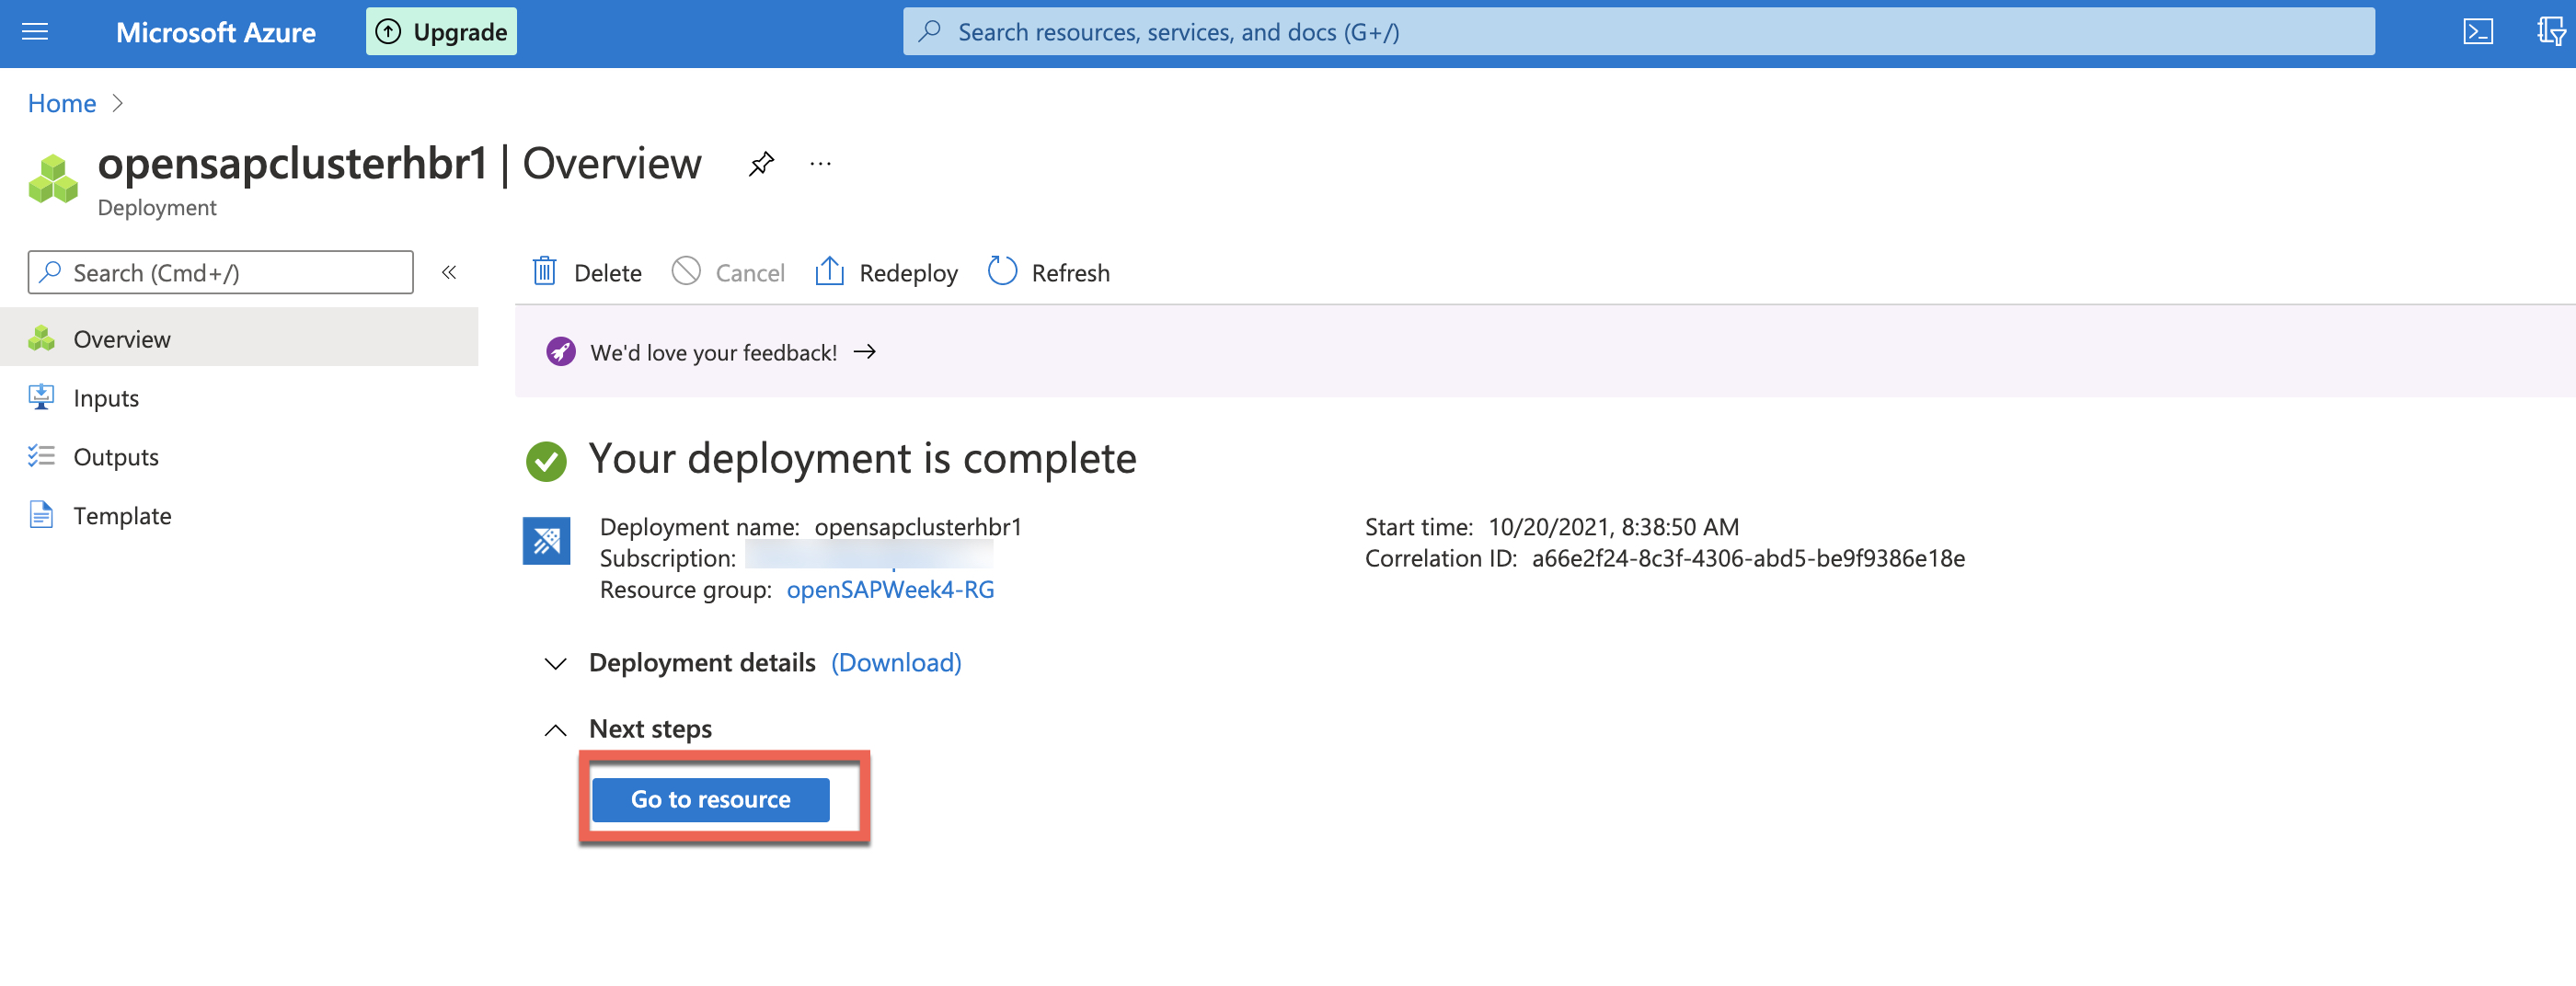 Microsoft Azure
Upgrade
Search resources, services, and docs (G+/)
Home
opensapclusterhbr1 | Overview
Deployment
Search (Cmd+/)
Delete
Cancel
Redeploy
Refresh
Overview
Inputs
Outputs
Template
We'd love your feedback!
Your deployment is complete
Deployment name: opensapclusterhbr1
Subscription:
Resource group: openSAPWeek4-RG
Start time: 10/20/2021, 8:38:50 AM
Correlation ID: a66e2f24-8c3f-4306-abd5-be9f9386e18e
Deployment details (Download)
Next steps
Go to resource